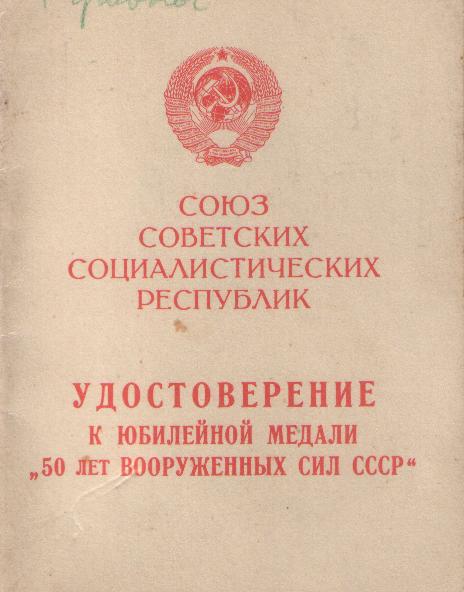 СОЮЗ
СОВЕТСКИХ
СОЦИАЛИСТИЧЕСКИХ
РЕСПУБЛИК
УДОСТОВЕРЕНИЕ
К ЮБИЛЕЙНОЙ МЕДАЛИ
„50 ЛЕТ ВООРУЖЕННЫХ СИЛ СССР“